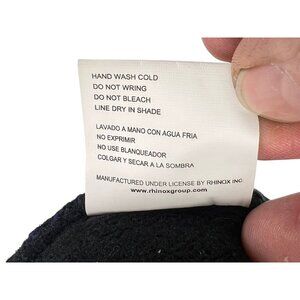 HAND WASH COLD
DO NOT WRING
DO NOT BLEACH
LINE DRY IN SHADE
LAVADO A MANO CON AGUA FRIA
NO EXPRIMIR
NO USE BLANQUEADOR
COLGAR Y SECAR A LA SOMBRA
MANUFACTURED UNDER LICENSE BY RHINOX INC
www.rhinoxgroup.com